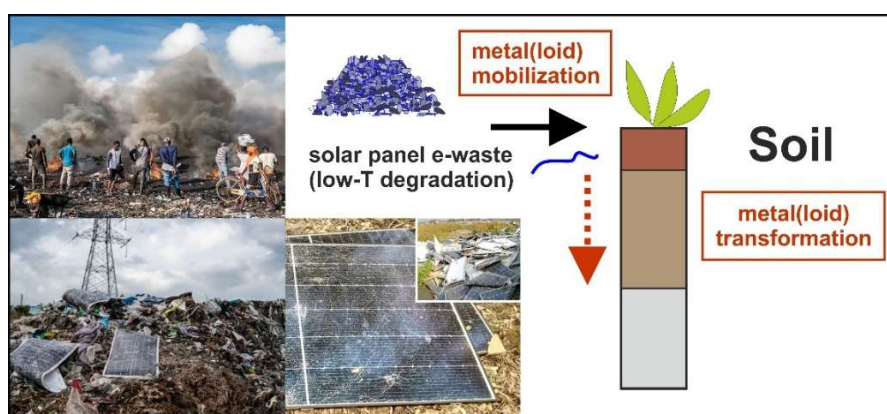 metal(loid)
mobilization
solar panel e-waste
(low-T degradation)
Soil
metal(loid)
transformation